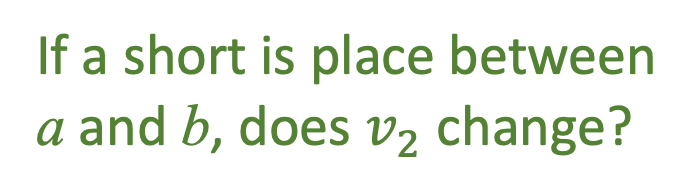 If a short is place between
a and b, does v₂ change?